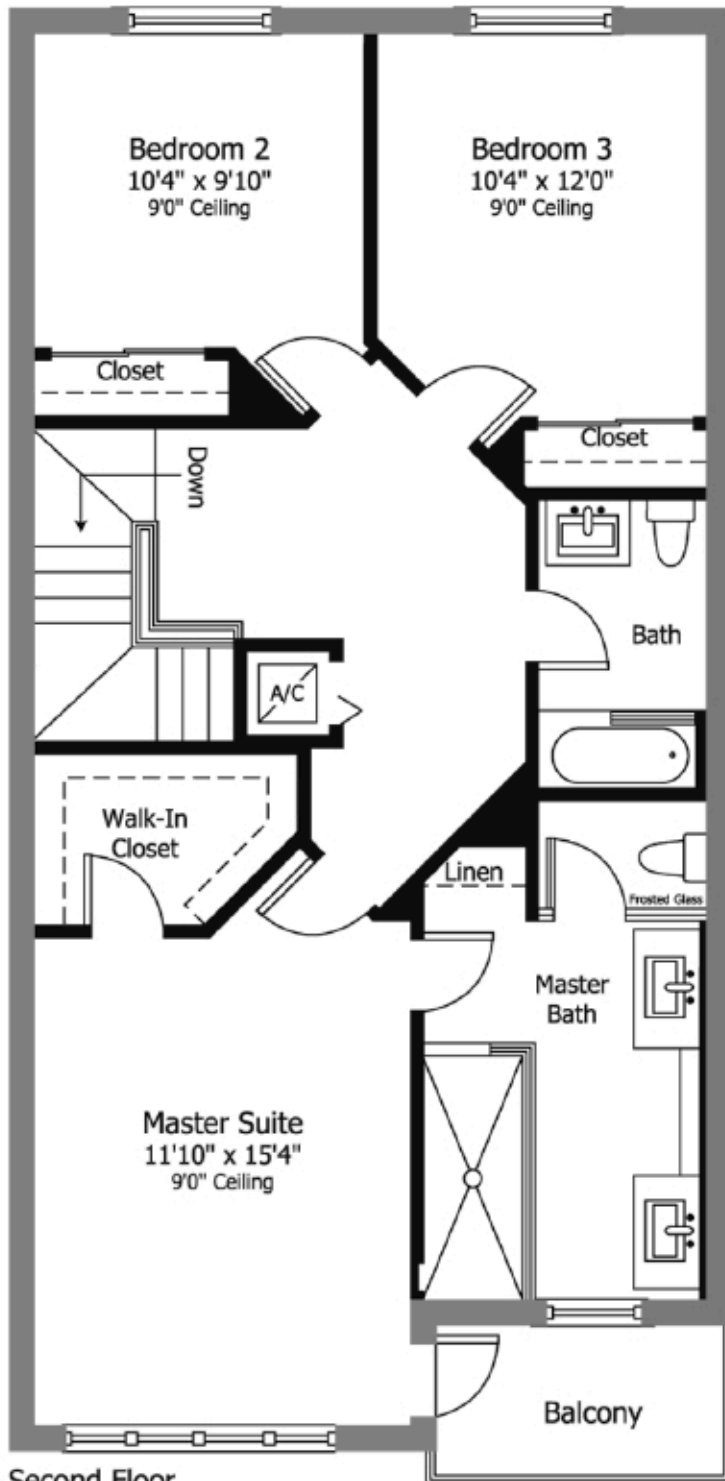 Bedroom 2
10'4" x 9'10"
9'0" Ceiling
Bedroom 3
10'4" x 12'0"
9'0" Ceiling
Closet
Closet
Down
Bath
A/C
Walk-In
Closet
Linen
Frosted Glass
Master
Bath
Master Suite
11'10" x 15'4"
9'0" Ceiling
Balcony
Second Floor